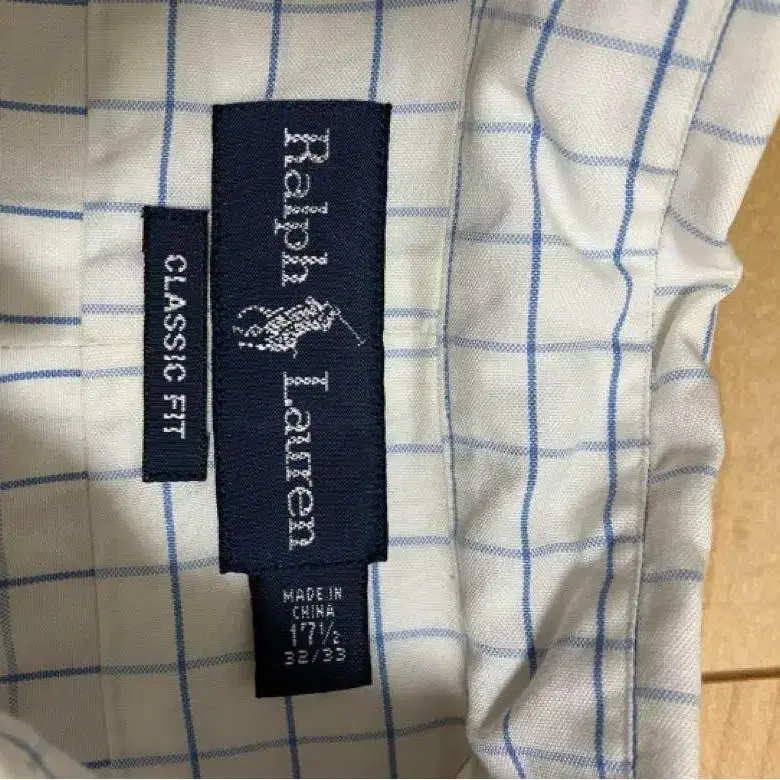 Ralph Lauren
CLASSIC FIT
MADE IN
CHINA
17½
32/33